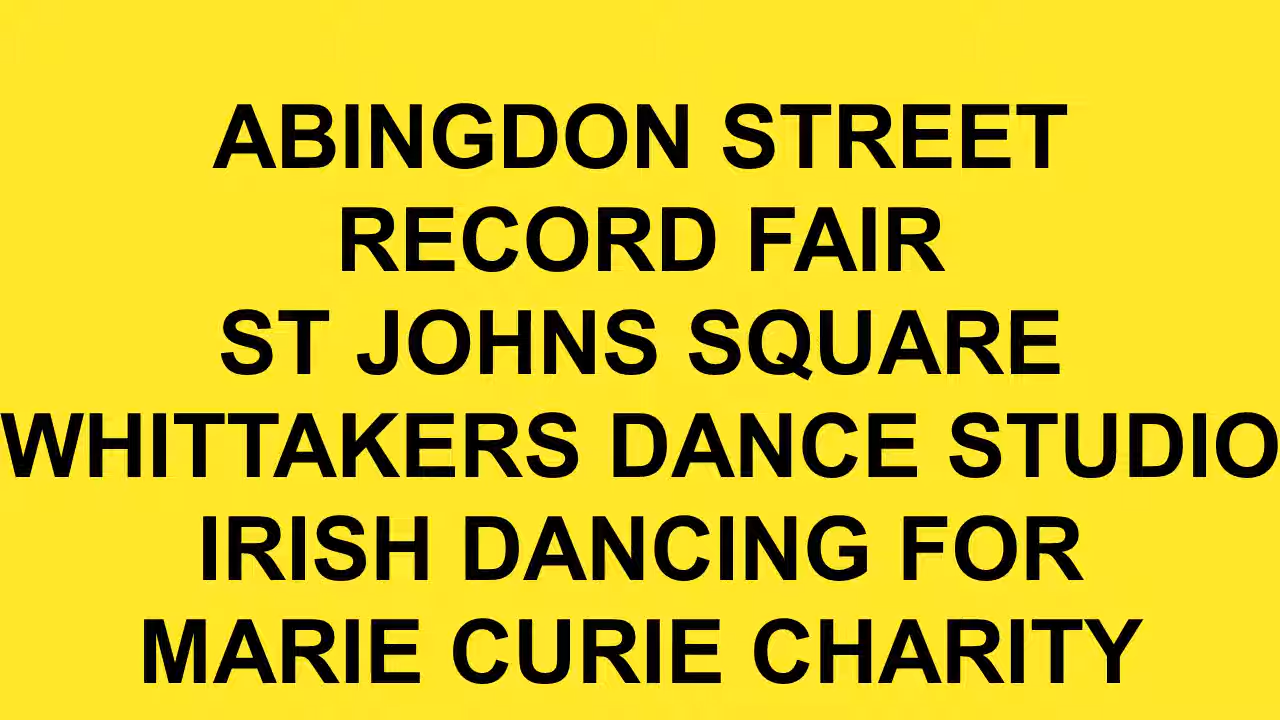 ABINGDON STREET
RECORD FAIR
ST JOHNS SQUARE
WHITTAKERS DANCE STUDIO
IRISH DANCING FOR
MARIE CURIE CHARITY